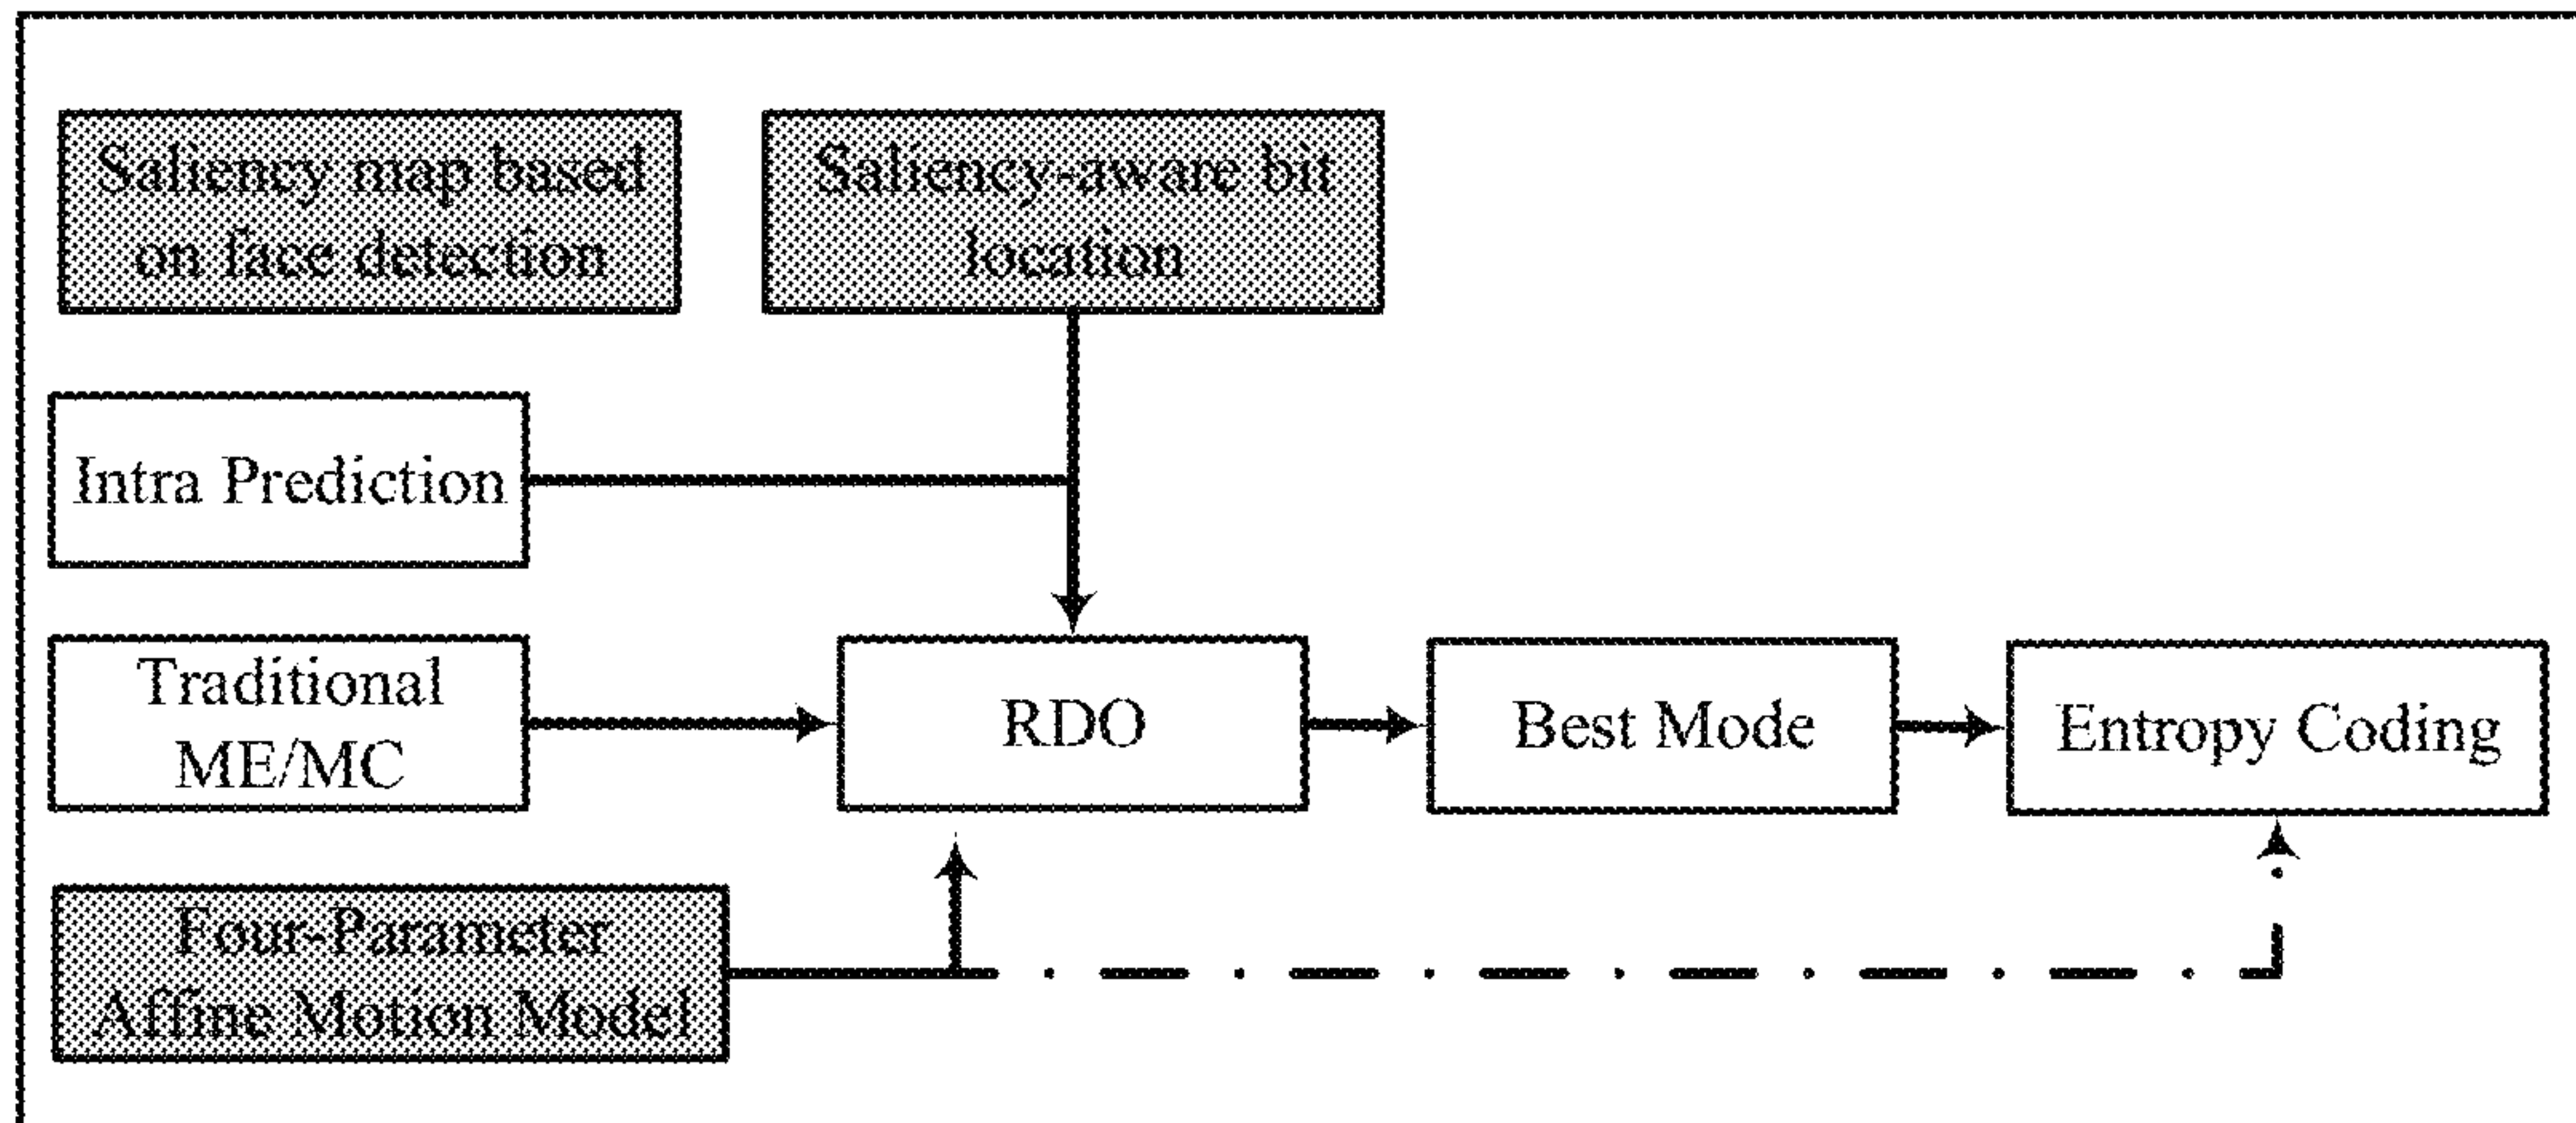 Saliency map based
on face detection
Saliency-aware bit
location
Intra Prediction
Traditional
ME/MC
RDO
Best Mode
Entropy Coding
Four-Parameter
Affine Motion Model